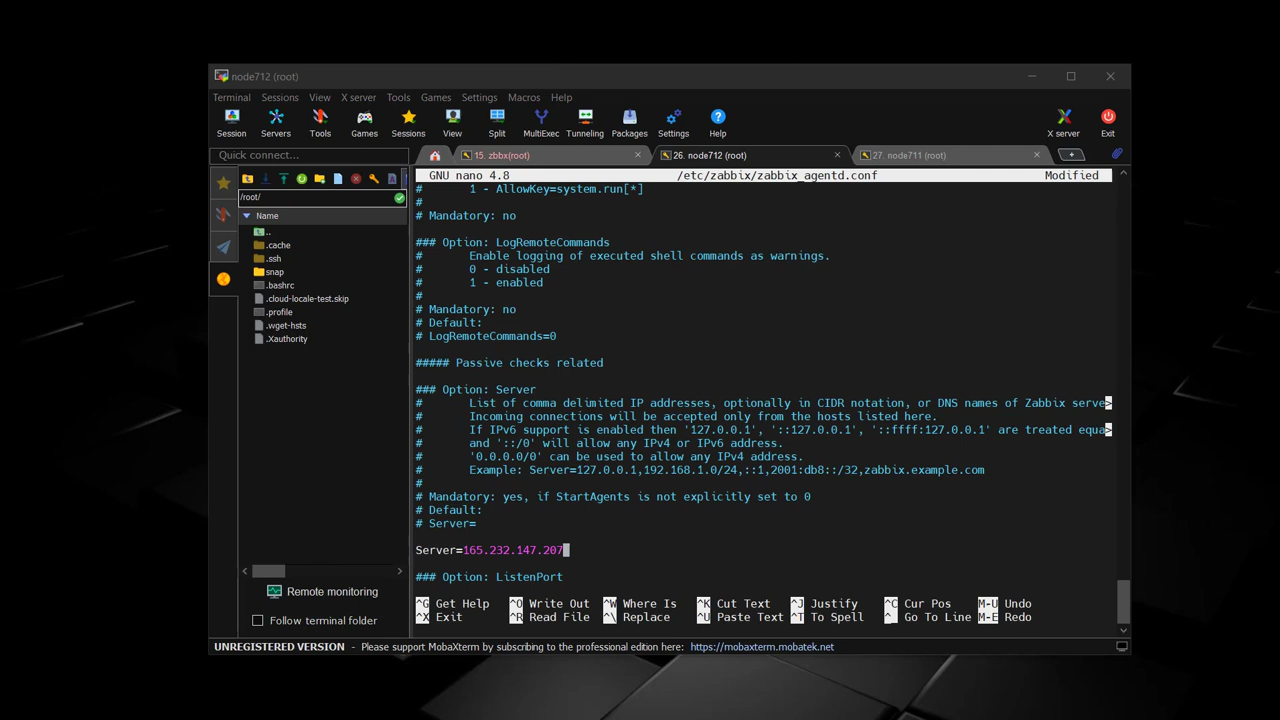 node712 (root)
Terminal Sessions View X server Tools Games Settings Macros Help
Session Servers Tools Games Sessions View Split MultiExec Tunneling Packages Settings Help X server Exit
Quick connect...
15. zbbx(root)
26. node712 (root)
27. node711 (root)
/root/
Name
..
.cache
.ssh
snap
.bashrc
.cloud-locale-test.skip
.profile
.wget-hsts
.Xauthority
Remote monitoring
Follow terminal folder
GNU nano 4.8 /etc/zabbix/zabbix_agentd.conf Modified
# 1 - AllowKey=system.run[*]
#
# Mandatory: no
### Option: LogRemoteCommands
# Enable logging of executed shell commands as warnings.
# 0 - disabled
# 1 - enabled
#
# Mandatory: no
# Default:
# LogRemoteCommands=0
##### Passive checks related
### Option: Server
# List of comma delimited IP addresses, optionally in CIDR notation, or DNS names of Zabbix serve>
# Incoming connections will be accepted only from the hosts listed here.
# If IPv6 support is enabled then '127.0.0.1', '::127.0.0.1', '::ffff:127.0.0.1' are treated equa>
# and '::/0' will allow any IPv4 or IPv6 address.
# '0.0.0.0/0' can be used to allow any IPv4 address.
# Example: Server=127.0.0.1,192.168.1.0/24,::1,2001:db8::/32,zabbix.example.com
#
# Mandatory: yes, if StartAgents is not explicitly set to 0
# Default:
# Server=
Server=165.232.147.207
### Option: ListenPort
^G Get Help ^O Write Out ^W Where Is ^K Cut Text ^J Justify ^C Cur Pos M-U Undo
^X Exit ^R Read File ^\ Replace ^U Paste Text ^T To Spell ^_ Go To Line M-E Redo
UNREGISTERED VERSION - Please support MobaXterm by subscribing to the professional edition here: https://mobaxterm.mobatek.net